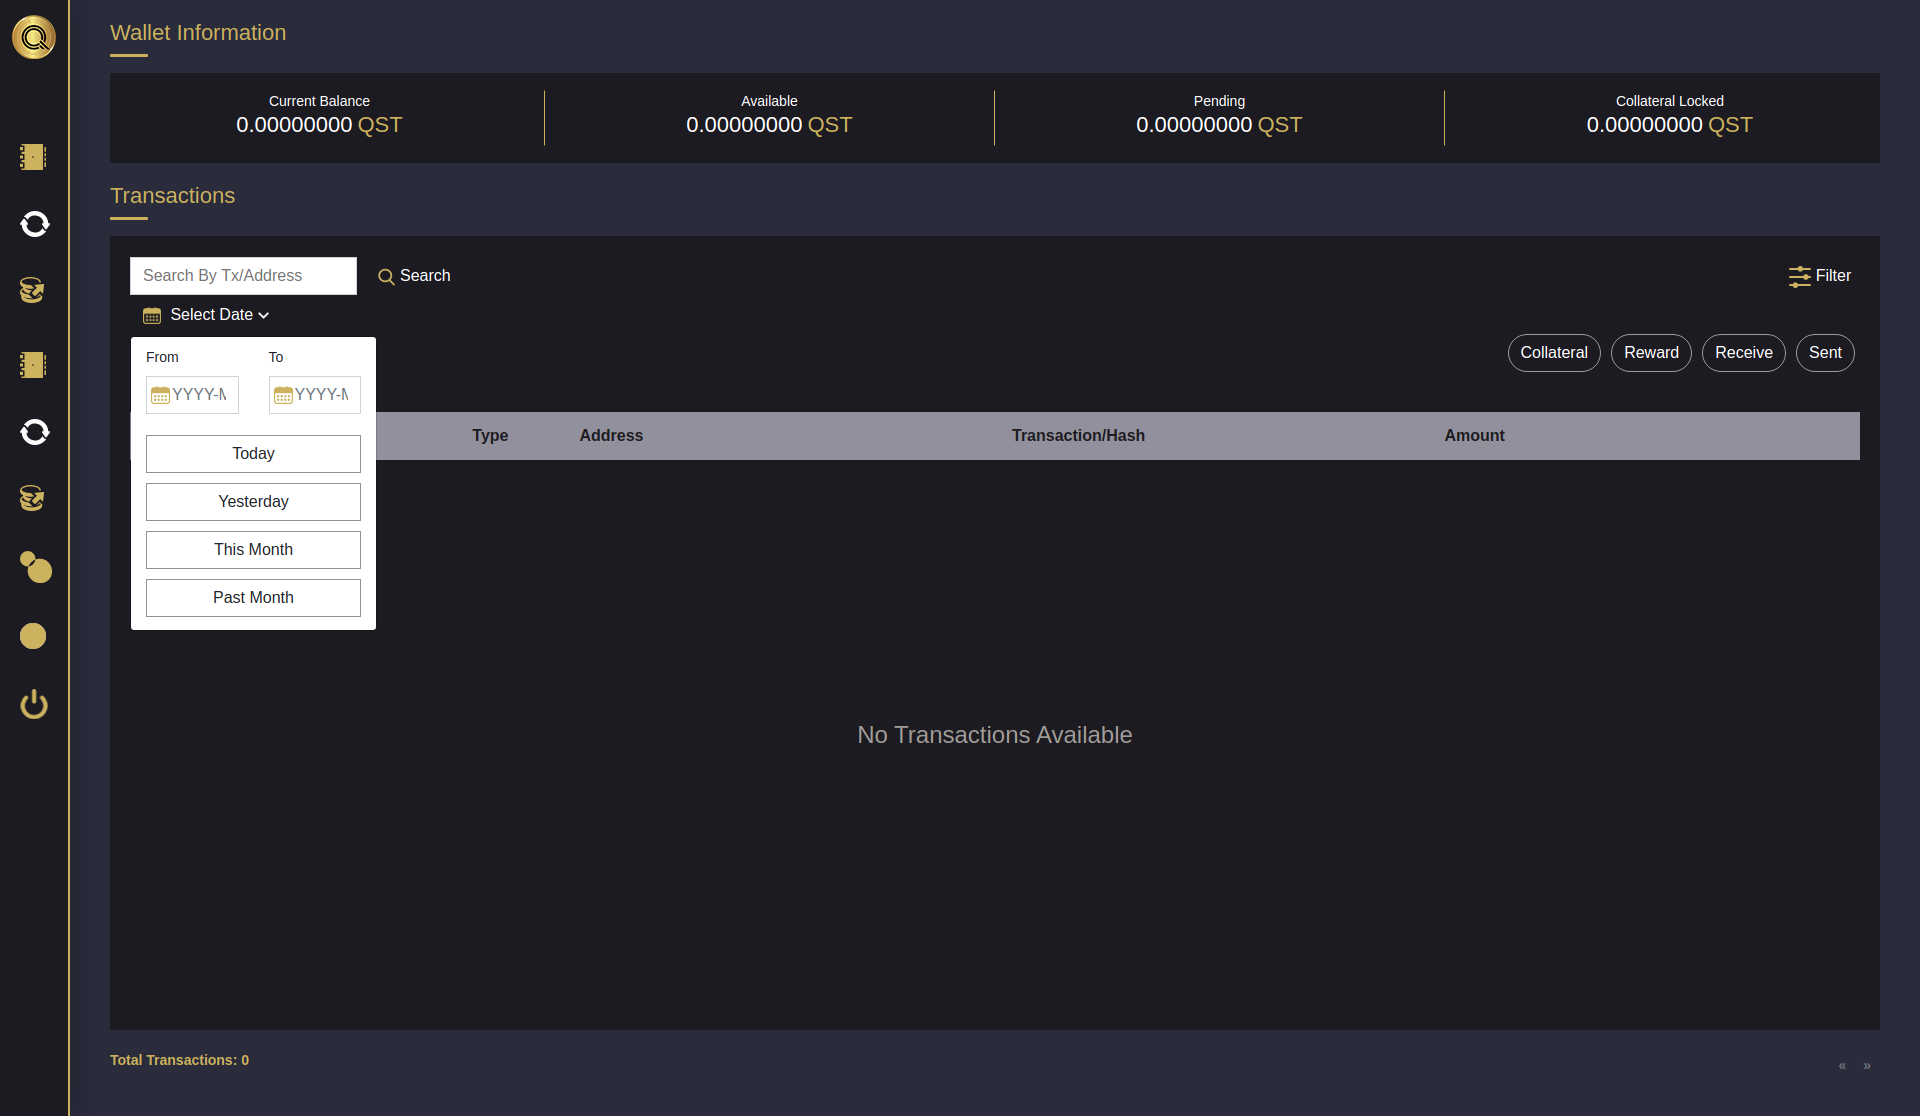 Wallet Information
Current Balance
0.00000000 QST
Available
0.00000000 QST
Pending
0.00000000 QST
Collateral Locked
0.00000000 QST
Transactions
Search By Tx/Address
Search
Filter
Select Date
From
To
YYYY-M
YYYY-M
Collateral
Reward
Receive
Sent
Type
Address
Transaction/Hash
Amount
Today
Yesterday
This Month
Past Month
No Transactions Available
Total Transactions: 0
« »